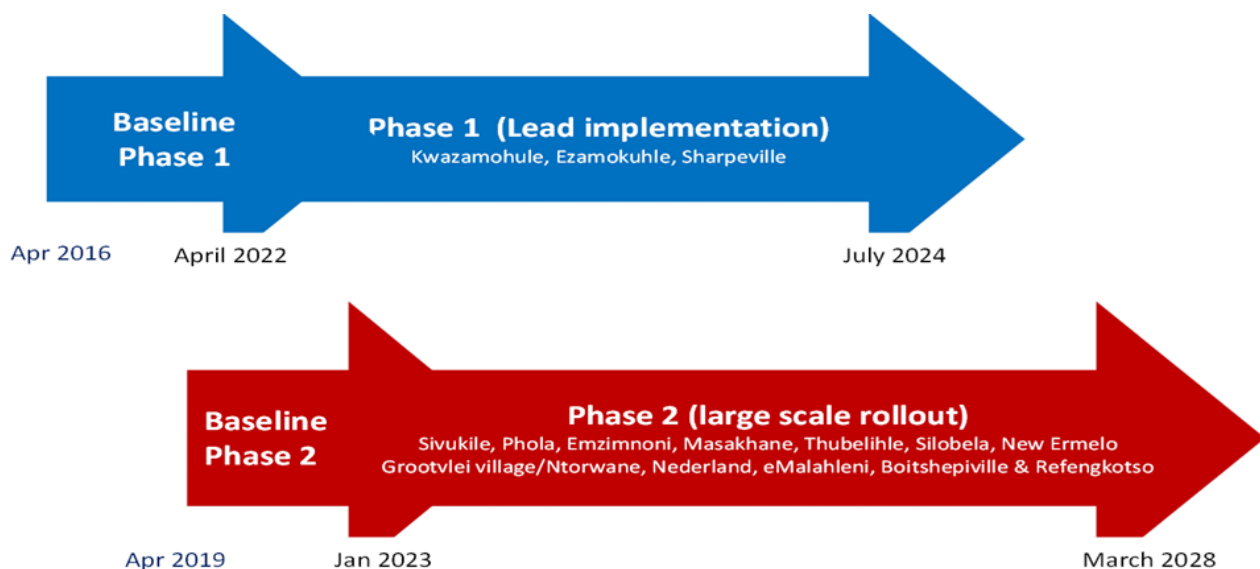 Baseline
Phase 1
Phase 1 (Lead implementation)
Kwazamohule, Ezamokuhle, Sharpeville
Apr 2016
April 2022
July 2024
Baseline
Phase 2
Phase 2 (large scale rollout)
Sivukile, Phola, Emzimnoni, Masakhane, Thubelihle, Silobela, New Ermelo
Grootvlei village/Ntorwane, Nederland, eMalahleni, Boitshepiville & Refengkotso
Apr 2019
Jan 2023
March 2028